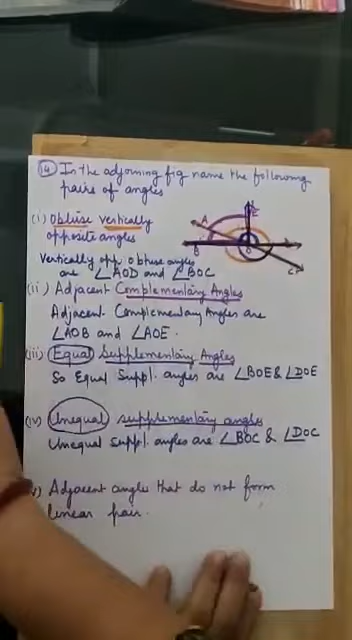 (14) In the adjoining fig name the following
pairs of angles
(i) Obtuse vertically
opposite angles
Vertically opp. obtuse angles
are ∠AOD and ∠BOC
(ii) Adjacent Complementary Angles
Adjacent Complementary Angles are
∠AOB and ∠AOE.
(iii) Equal Supplementary Angles
So Equal Suppl. angles are ∠BOE & ∠DOE
(iv) Unequal supplementary angles
Unequal suppl. angles are ∠BOC & ∠DOC
v) Adjacent angles that do not form
linear pair.
A
E
B
O
C